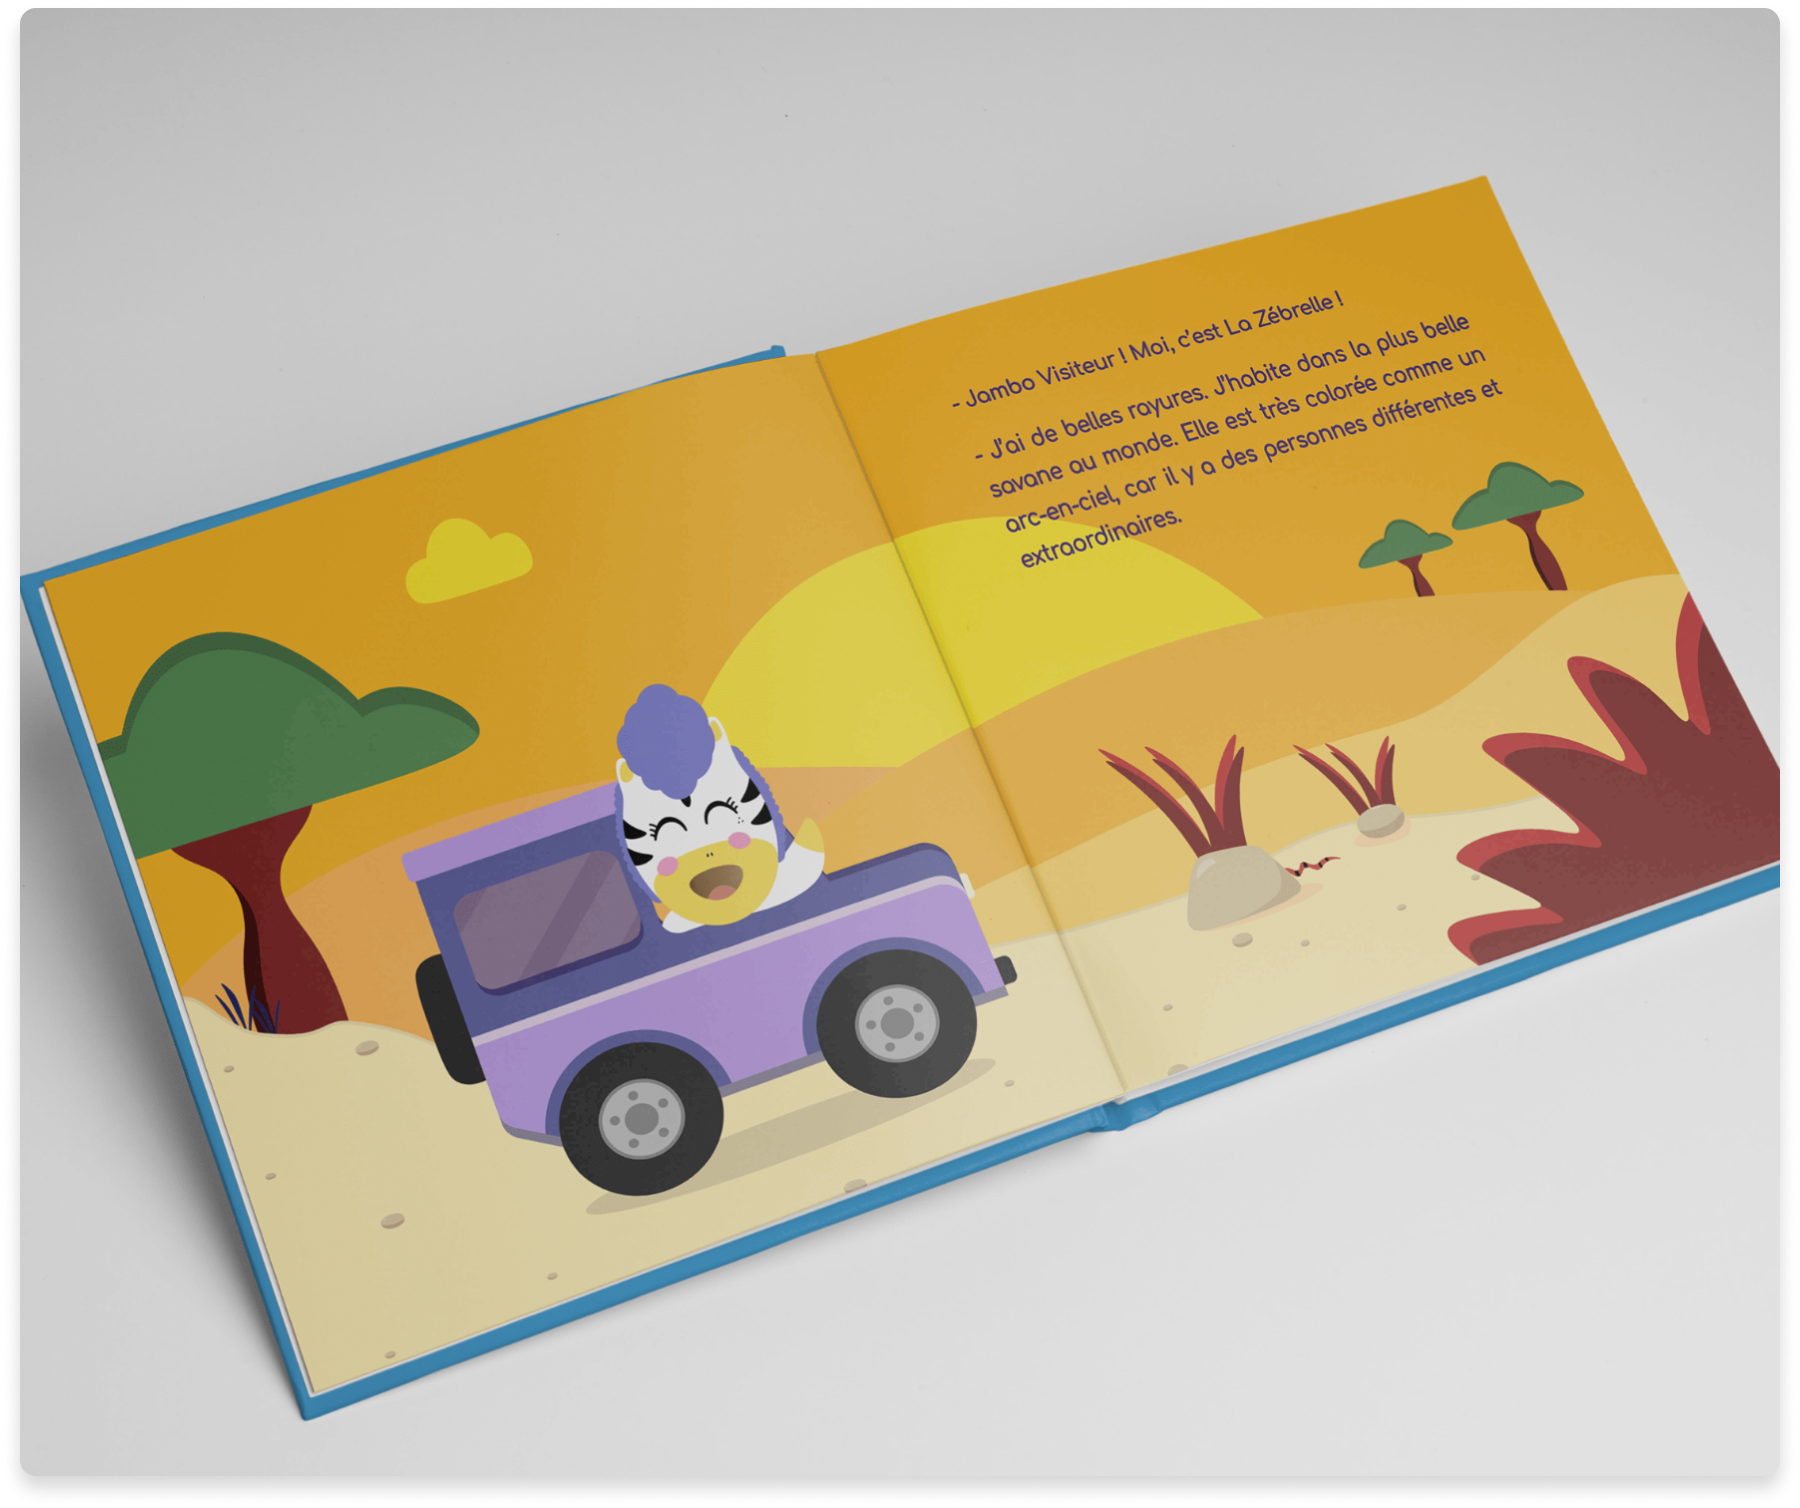 - Jambo Visiteur ! Moi, c'est La Zébrelle !
- J'ai de belles rayures. J'habite dans la plus belle
savane au monde. Elle est très colorée comme un
arc-en-ciel, car il y a des personnes différentes et
extraordinaires.